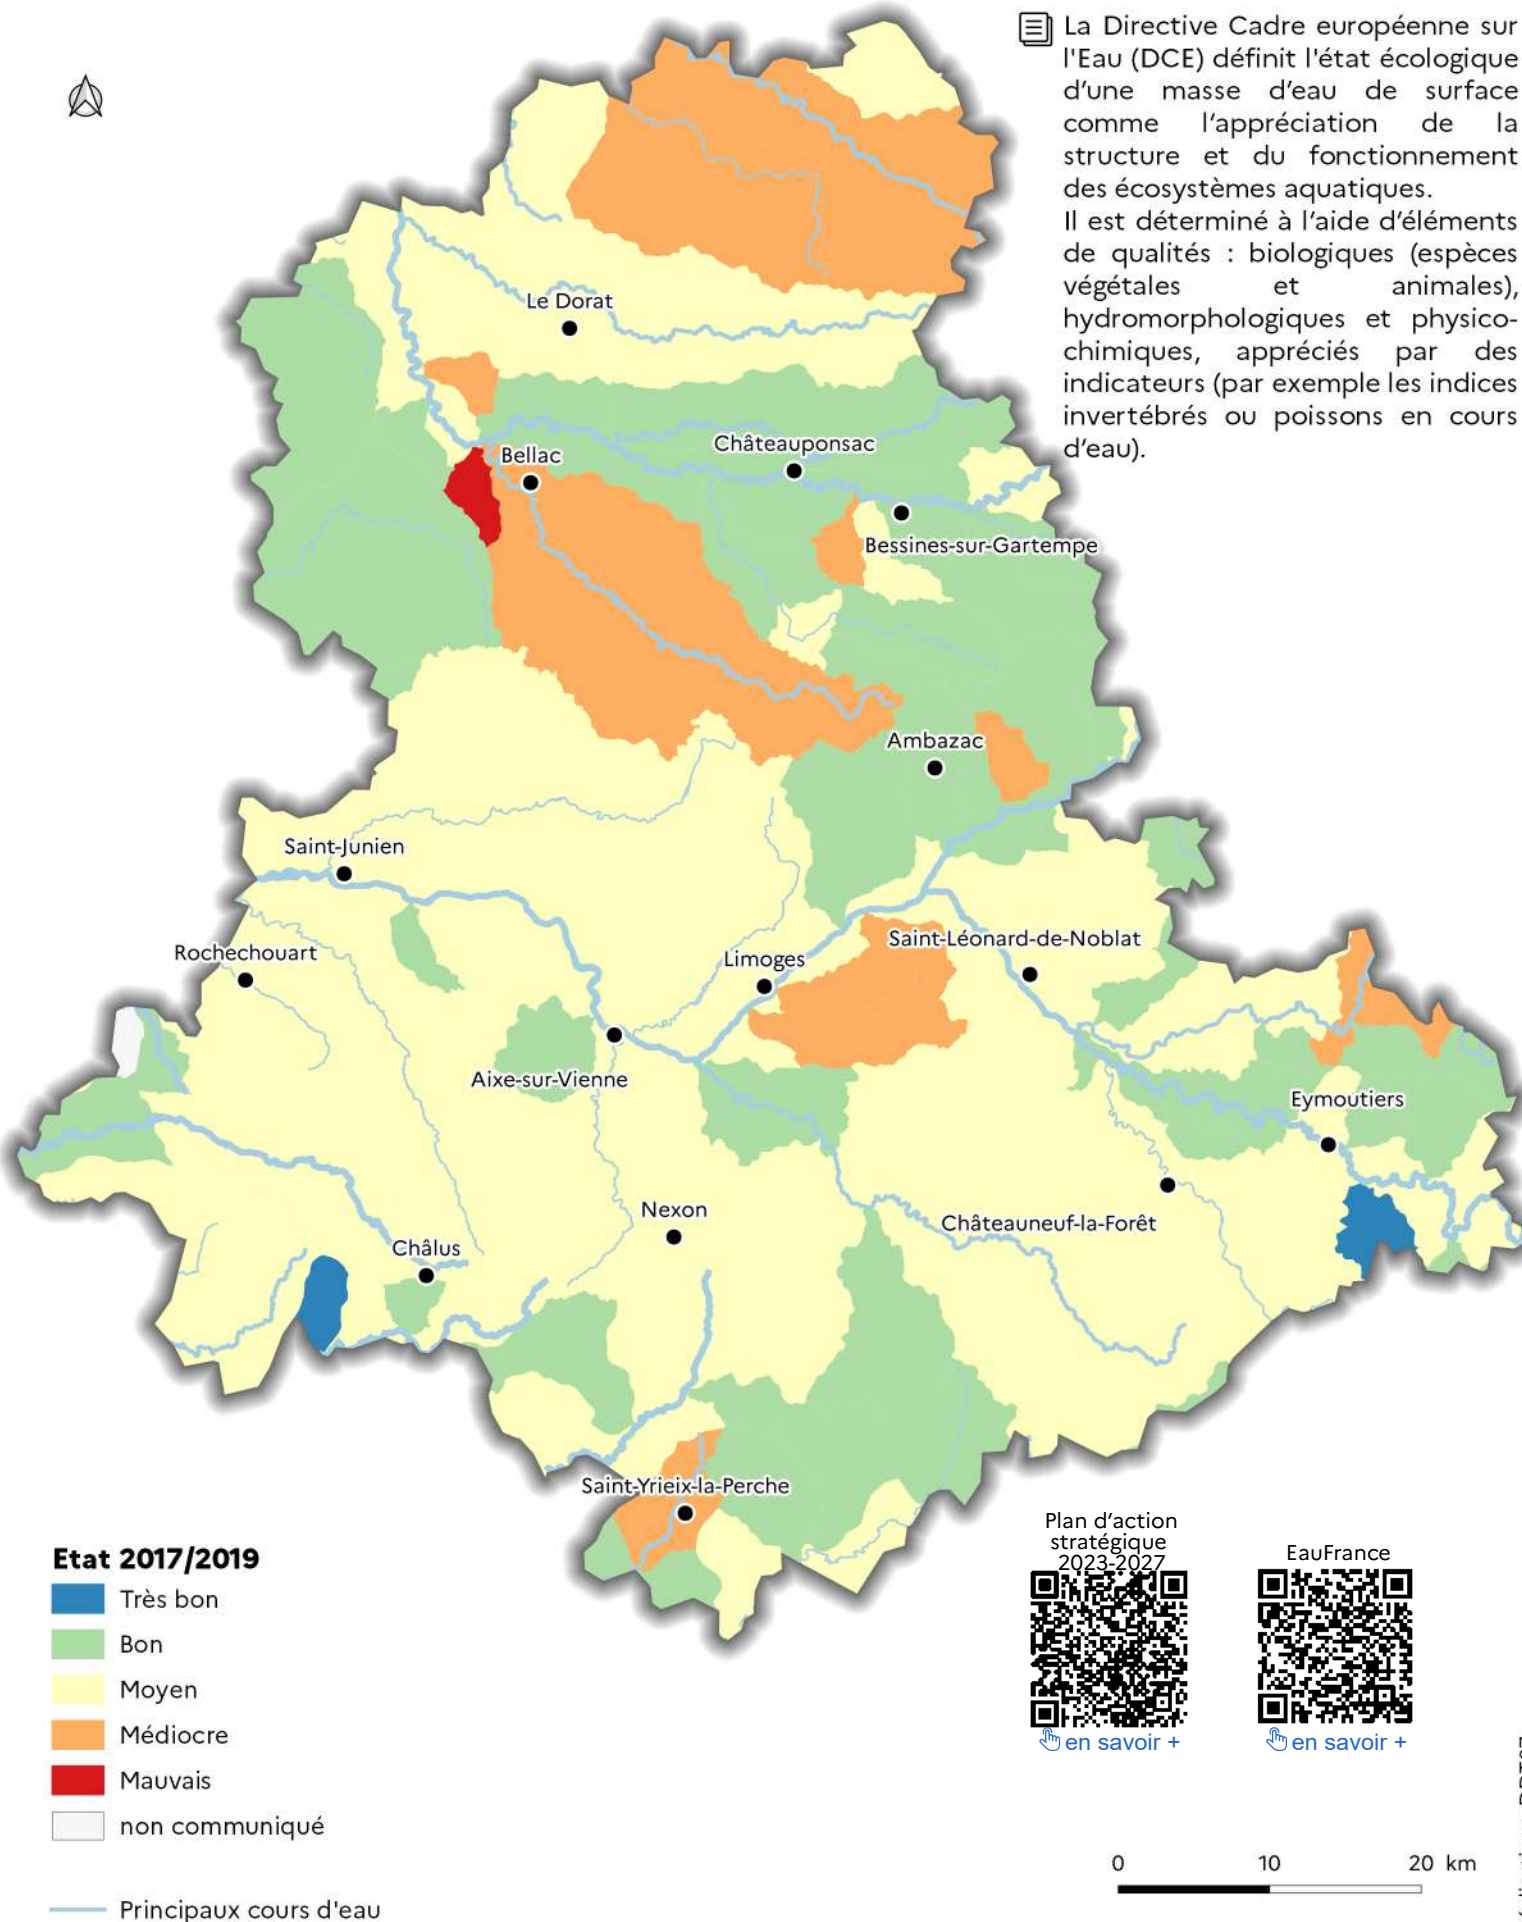 La Directive Cadre européenne sur
l'Eau (DCE) définit l'état écologique
d’une masse d’eau de surface
comme l’appréciation de la
structure et du fonctionnement
des écosystèmes aquatiques.
Il est déterminé à l’aide d’éléments
de qualités : biologiques (espèces
végétales et animales),
hydromorphologiques et physico-
chimiques, appréciés par des
indicateurs (par exemple les indices
invertébrés ou poissons en cours
d’eau).
Le Dorat
Châteauponsac
Bellac
Bessines-sur-Gartempe
Ambazac
Saint-Junien
Saint-Léonard-de-Noblat
Rochechouart
Limoges
Aixe-sur-Vienne
Eymoutiers
Nexon
Châteauneuf-la-Forêt
Châlus
Saint-Yrieix-la-Perche
Etat 2017/2019
Très bon
Bon
Moyen
Médiocre
Mauvais
non communiqué
Principaux cours d'eau
Plan d’action
stratégique
2023-2027
en savoir +
EauFrance
en savoir +
0 10 20 km